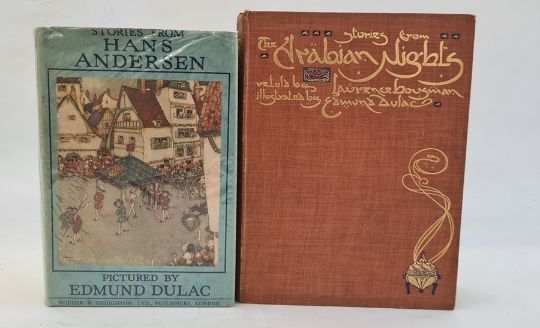 STORIES FROM
HANS
ANDERSEN
PICTURED BY
EDMUND DULAC
HODDER & STOUGHTON, LTD., PUBLISHERS, LONDON
Stories from
The Arabian Nights
retold by Laurence Housman
illustrated by Edmund Dulac